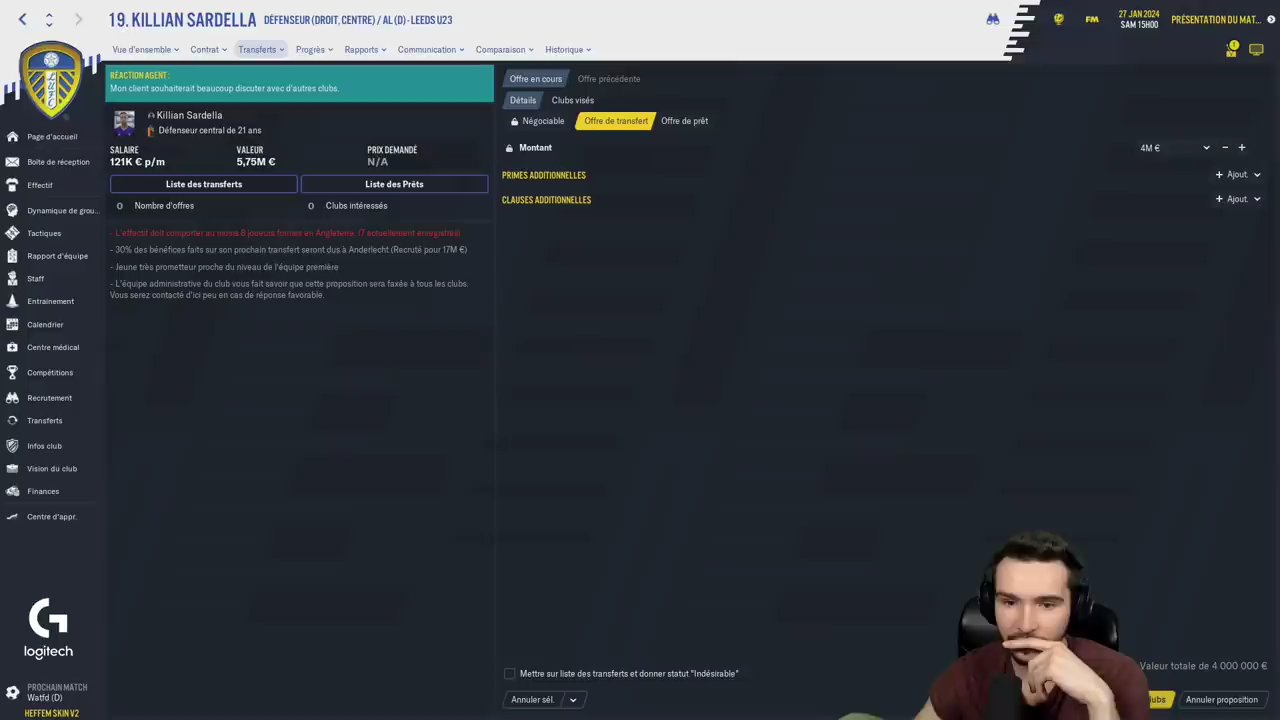 19. KILLIAN SARDELLA DÉFENSEUR (DROIT, CENTRE) / AL (D) - LEEDS U23
FM
27 JAN 2024
SAM 15H00
PRÉSENTATION DU MAT...
Vue d'ensemble
Contrat
Transferts
Progrès
Rapports
Communication
Comparaison
Historique
1
RÉACTION AGENT :
Mon client souhaiterait beaucoup discuter avec d'autres clubs.
Killian Sardella
Défenseur central de 21 ans
SALAIRE
121K € p/m
VALEUR
5,75M €
PRIX DEMANDÉ
N/A
Liste des transferts
Liste des Prêts
0 Nombre d'offres
0 Clubs intéressés
- L'effectif doit comporter au moins 8 joueurs formés en Angleterre. (7 actuellement enregistrés)
- 30% des bénéfices faits sur son prochain transfert seront dus à Anderlecht (Recruté pour 17M €)
- Jeune très prometteur proche du niveau de l'équipe première
- L'équipe administrative du club vous fait savoir que cette proposition sera faxée à tous les clubs.
Vous serez contacté d'ici peu en cas de réponse favorable.
Offre en cours
Offre précédente
Détails
Clubs visés
Négociable
Offre de transfert
Offre de prêt
Montant
4M €
PRIMES ADDITIONNELLES
Ajout.
CLAUSES ADDITIONNELLES
Ajout.
Page d'accueil
Boîte de réception
Effectif
Dynamique de grou...
Tactiques
Rapport d'équipe
Staff
Entraînement
Calendrier
Centre médical
Compétitions
Recrutement
Transferts
Infos club
Vision du club
Finances
Centre d'appr.
logitech
PROCHAIN MATCH
Watfd (D)
HEFFEM SKIN V2
Mettre sur liste des transferts et donner statut "Indésirable"
Valeur totale de 4 000 000 €
Annuler sél.
lubs
Annuler proposition